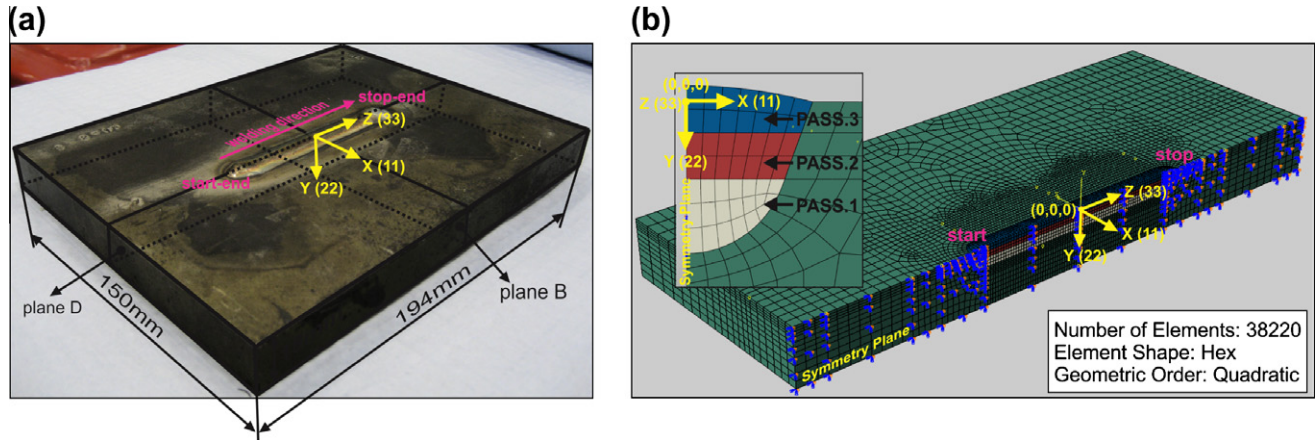 (a)
stop-end
welding direction
Z (33)
X (11)
start-end
Y (22)
plane D
plane B
150mm
194mm
(b)
(0,0,0)
Z (33)
X (11)
PASS.3
Y (22)
PASS.2
PASS.1
Symmetry Plane
stop
Z (33)
(0,0,0)
X (11)
start
Y (22)
Symmetry Plane
Number of Elements: 38220
Element Shape: Hex
Geometric Order: Quadratic